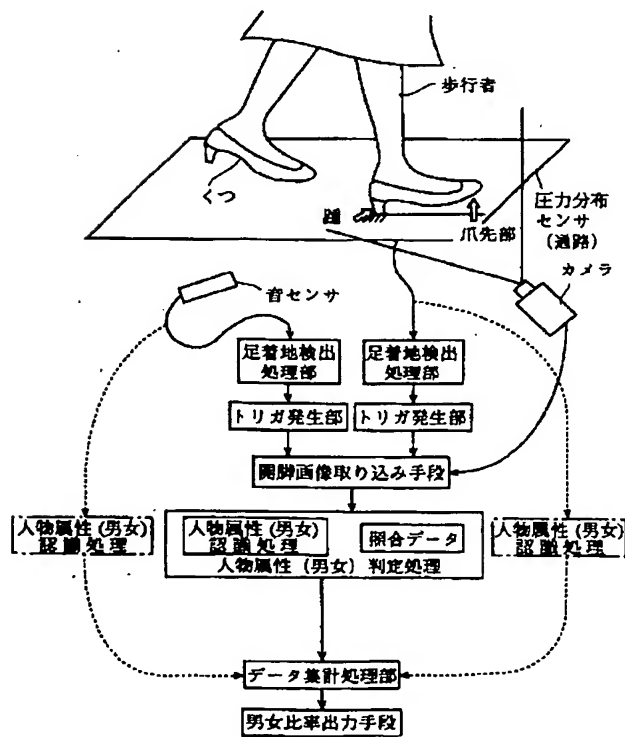 歩行者
くつ
踵
爪先部
圧力分布
センサ
(通路)
カメラ
音センサ
足着地検出
処理部
足着地検出
処理部
トリガ発生部
トリガ発生部
開脚画像取り込み手段
人物属性(男女)
認識処理
人物属性(男女)
認識処理
照合データ
人物属性(男女)判定処理
人物属性(男女)
認識処理
データ集計処理部
男女比率出力手段